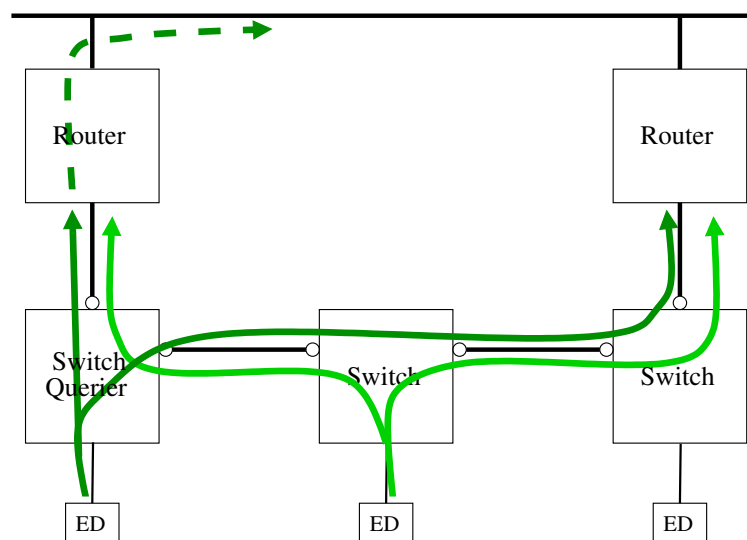 Router
Router
Switch
Querier
Switch
Switch
ED
ED
ED